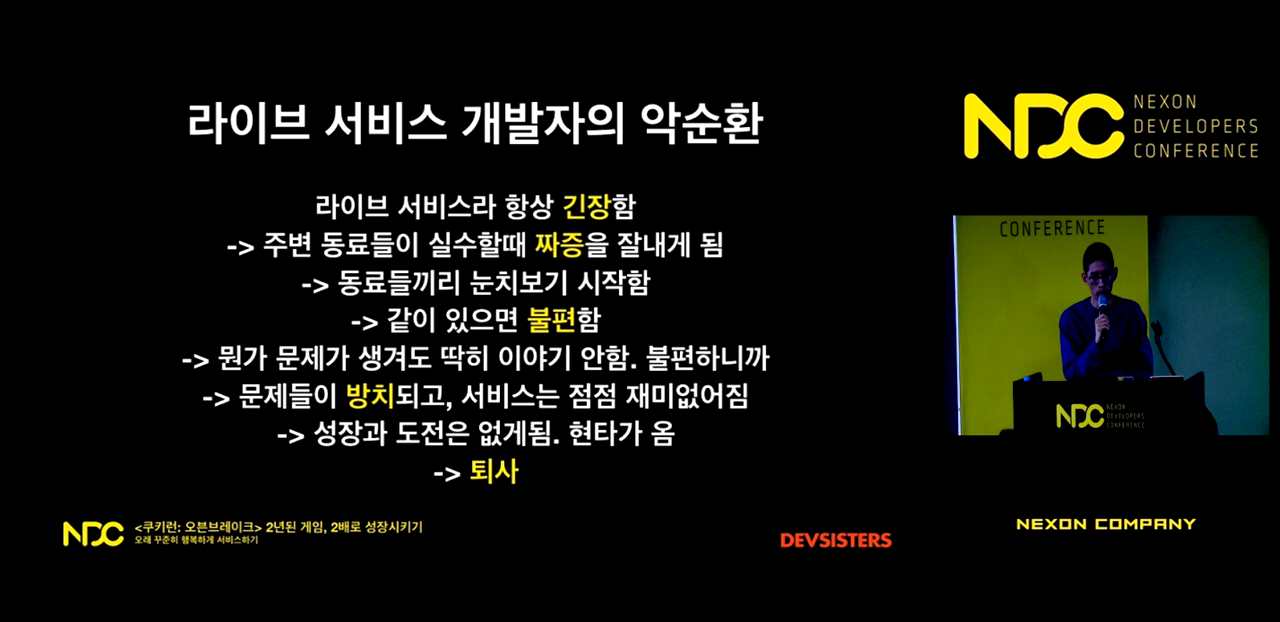 라이브 서비스 개발자의 악순환
라이브 서비스라 항상 긴장함
-> 주변 동료들이 실수할때 짜증을 잘내게 됨
-> 동료들끼리 눈치보기 시작함
-> 같이 있으면 불편함
-> 뭔가 문제가 생겨도 딱히 이야기 안함. 불편하니까
-> 문제들이 방치되고, 서비스는 점점 재미없어짐
-> 성장과 도전은 없게됨. 현타가 옴
-> 퇴사
NDC
<쿠키런: 오븐브레이크> 2년된 게임, 2배로 성장시키기
오래 꾸준히 행복하게 서비스하기
DEVSISTERS
NDC
NEXON
DEVELOPERS
CONFERENCE
CONFERENCE
NDC
NEXON
DEVELOPERS
CONFERENCE
NEXON COMPANY